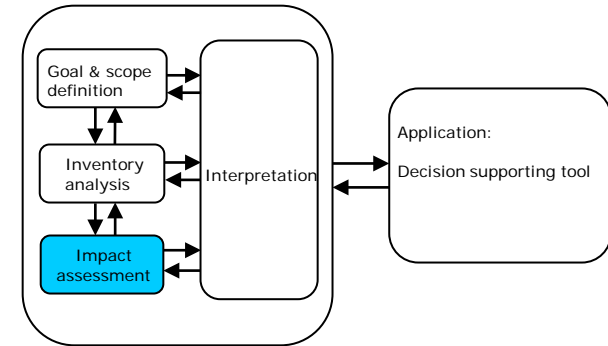 Goal & scope
definition
Inventory
analysis
Impact
assessment
Interpretation
Application:
Decision supporting tool